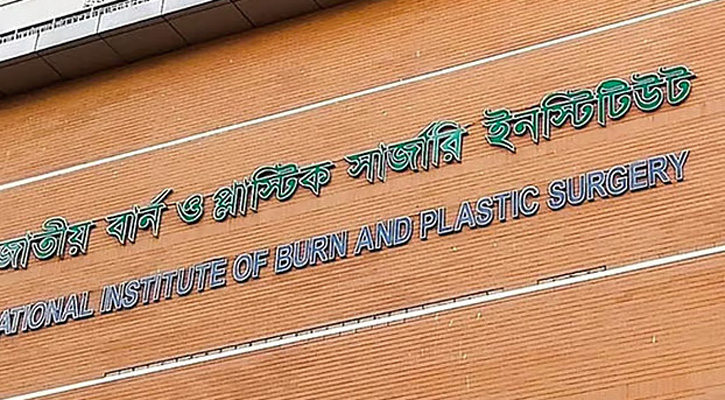 জাতীয় বার্ন ও প্লাস্টিক সার্জারি ইনস্টিটিউট
ATIONAL INSTITUTE OF BURN AND PLASTIC SURGERY